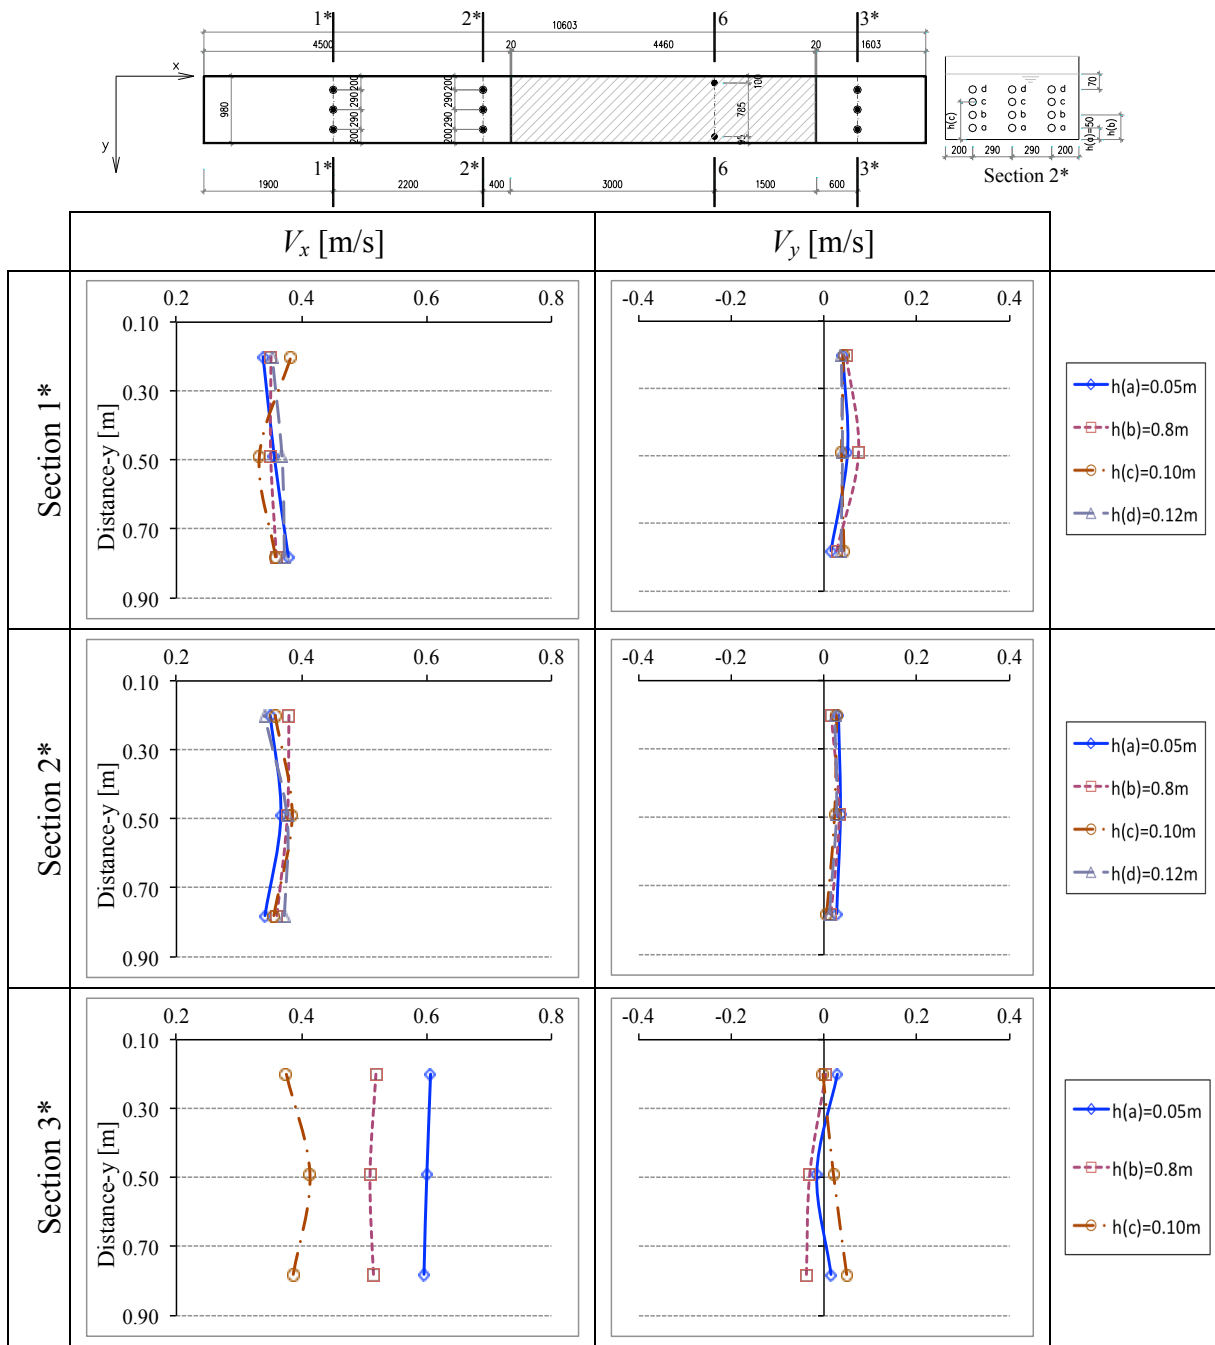 1* 2* 6 3*
10603
4500 20 4460 20 1603
x
y
980
200 290 290 200
200 290 290 200
100 785 95
1* 2* 6 3*
1900 2200 400 3000 1500 600
d d d
c c c
b b b
a a a
h(c)
70
h(a)=50
h(b)
200 290 290 200
Section 2*
Vx [m/s] Vy [m/s]
Section 1*
0.2 0.4 0.6 0.8
Distance-y [m]
0.10
0.30
0.50
0.70
0.90
-0.4 -0.2 0 0.2 0.4
h(a)=0.05m
h(b)=0.8m
h(c)=0.10m
h(d)=0.12m
Section 2*
0.2 0.4 0.6 0.8
Distance-y [m]
0.10
0.30
0.50
0.70
0.90
-0.4 -0.2 0 0.2 0.4
h(a)=0.05m
h(b)=0.8m
h(c)=0.10m
h(d)=0.12m
Section 3*
0.2 0.4 0.6 0.8
Distance-y [m]
0.10
0.30
0.50
0.70
0.90
-0.4 -0.2 0 0.2 0.4
h(a)=0.05m
h(b)=0.8m
h(c)=0.10m